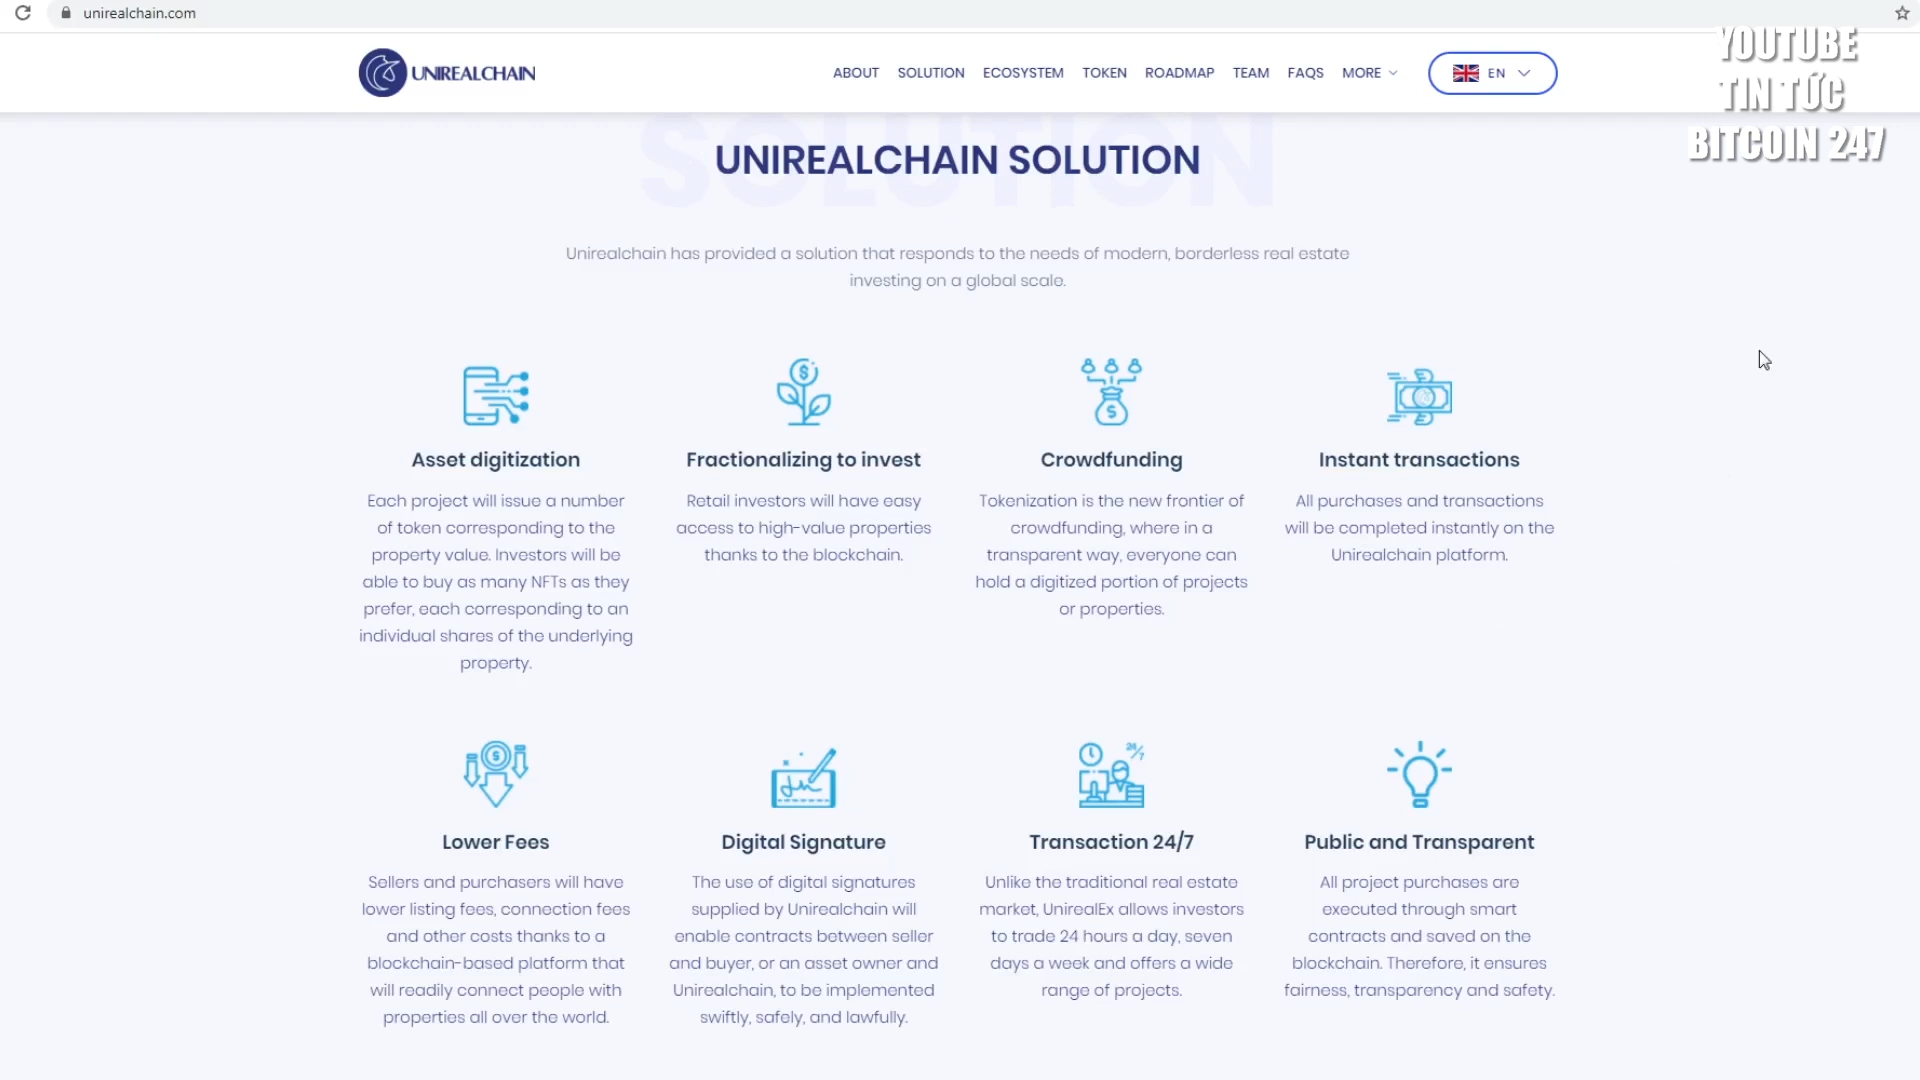 unirealchain.com
UNIREALCHAIN
ABOUT SOLUTION ECOSYSTEM TOKEN ROADMAP TEAM FAQS MORE EN
YOUTUBE
TIN TỨC
BITCOIN 247
SOLUTION
UNIREALCHAIN SOLUTION
Unirealchain has provided a solution that responds to the needs of modern, borderless real estate
investing on a global scale.
Asset digitization
Each project will issue a number
of token corresponding to the
property value. Investors will be
able to buy as many NFTs as they
prefer, each corresponding to an
individual shares of the underlying
property.
Fractionalizing to invest
Retail investors will have easy
access to high-value properties
thanks to the blockchain.
Crowdfunding
Tokenization is the new frontier of
crowdfunding, where in a
transparent way, everyone can
hold a digitized portion of projects
or properties.
Instant transactions
All purchases and transactions
will be completed instantly on the
Unirealchain platform.
Lower Fees
Sellers and purchasers will have
lower listing fees, connection fees
and other costs thanks to a
blockchain-based platform that
will readily connect people with
properties all over the world.
Digital Signature
The use of digital signatures
supplied by Unirealchain will
enable contracts between seller
and buyer, or an asset owner and
Unirealchain, to be implemented
swiftly, safely, and lawfully.
24/7
Transaction 24/7
Unlike the traditional real estate
market, UnirealEx allows investors
to trade 24 hours a day, seven
days a week and offers a wide
range of projects.
Public and Transparent
All project purchases are
executed through smart
contracts and saved on the
blockchain. Therefore, it ensures
fairness, transparency and safety.